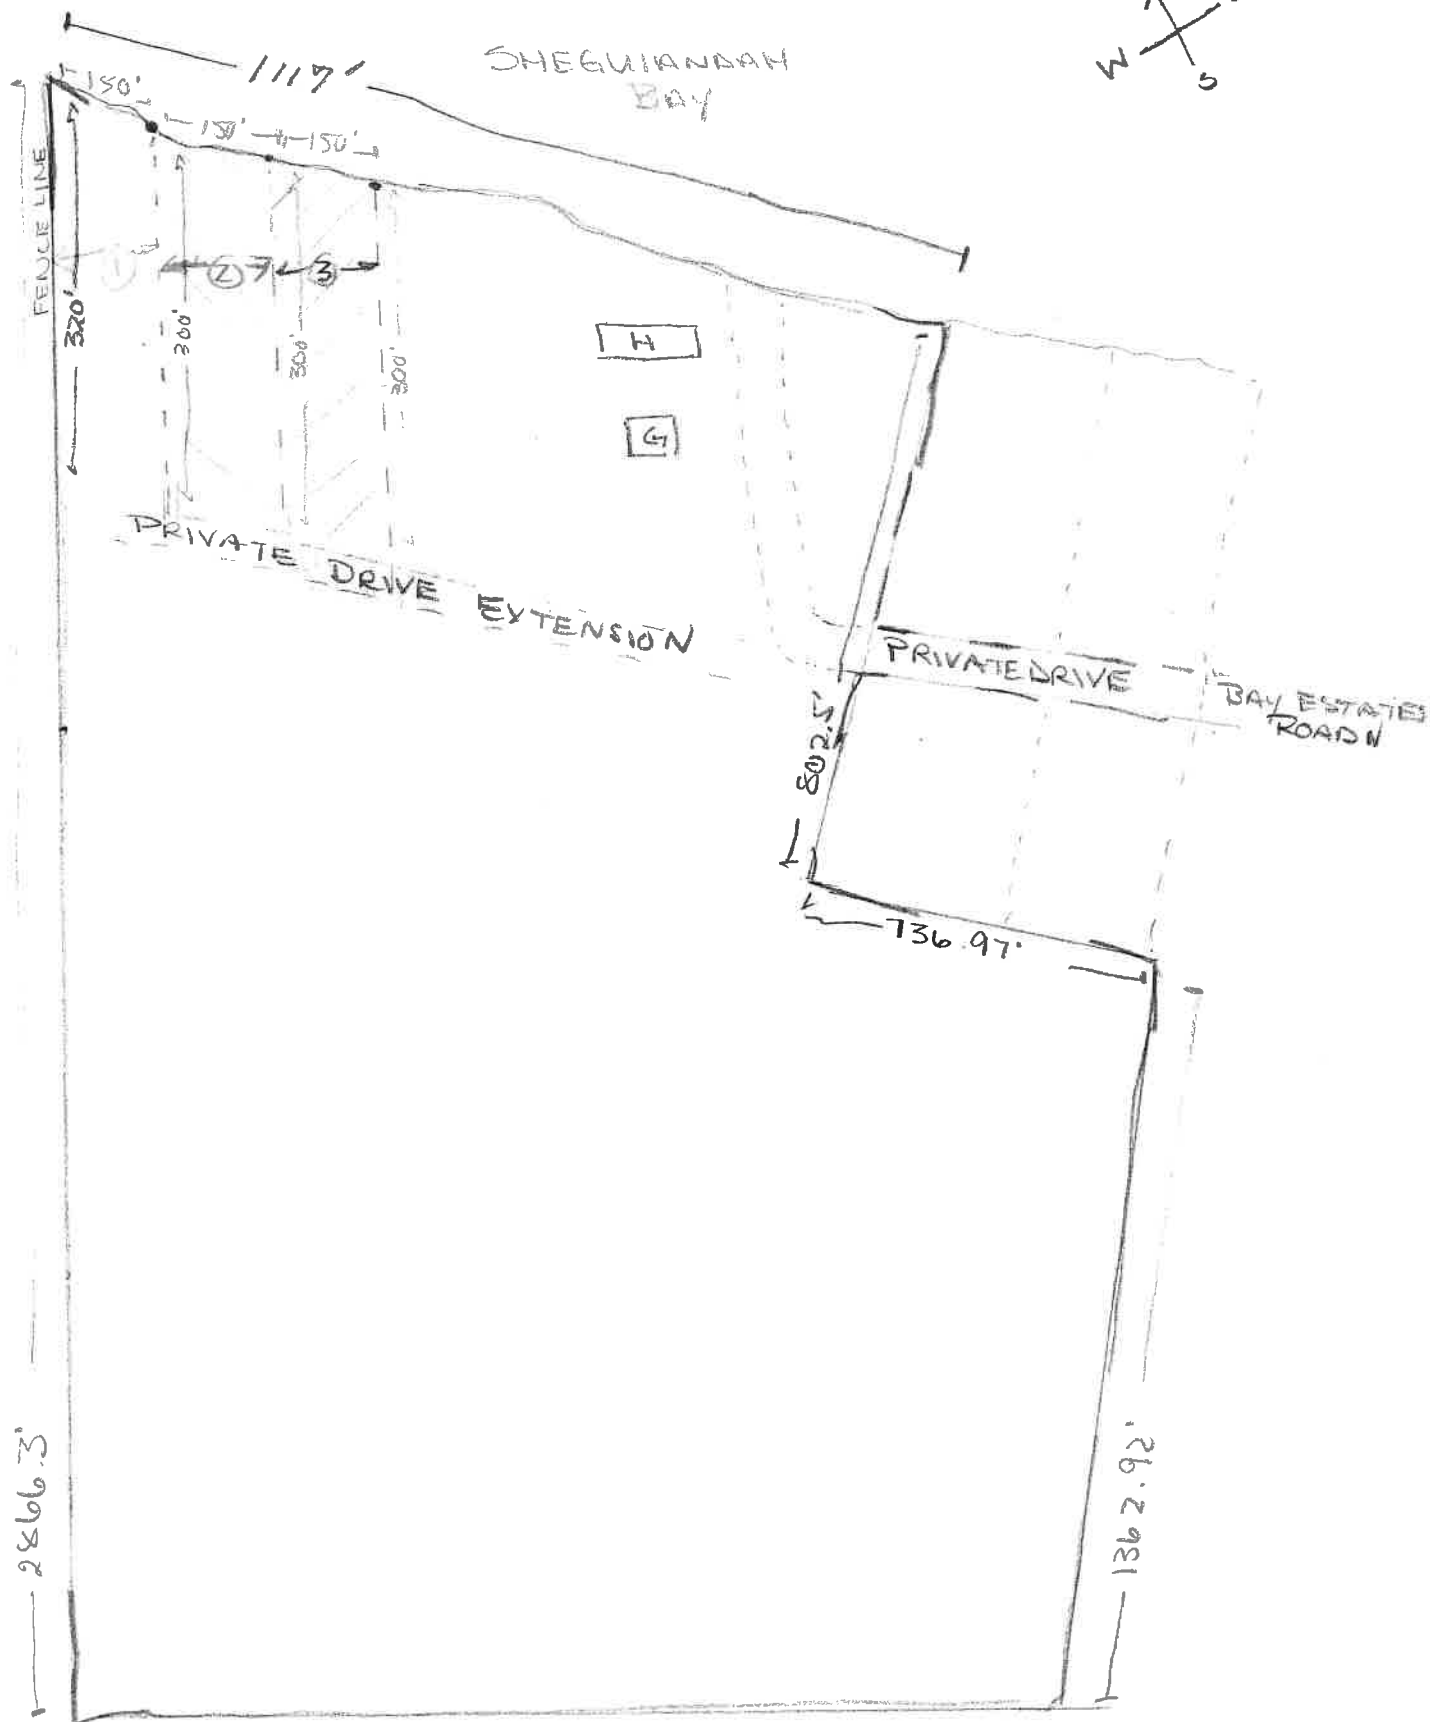 W
S
1117'
SHEGUIANDAH
BAY
150'
150'
150'
FENCE LINE
320'
1
2
3
300'
300'
300'
H
G
PRIVATE DRIVE EXTENSION
PRIVATE DRIVE
BAY ESTATES
ROAD N
802.5'
736.97'
2866.3'
1362.92'